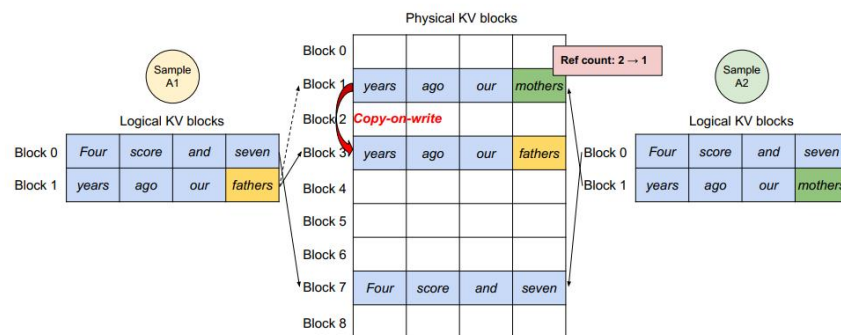 Physical KV blocks
Sample A1
Logical KV blocks
Block 0 Four score and seven
Block 1 years ago our fathers
Block 0
Block 1 years ago our mothers
Block 2 Copy-on-write
Block 3 years ago our fathers
Block 4
Block 5
Block 6
Block 7 Four score and seven
Block 8
Ref count: 2 → 1
Sample A2
Logical KV blocks
Block 0 Four score and seven
Block 1 years ago our mothers